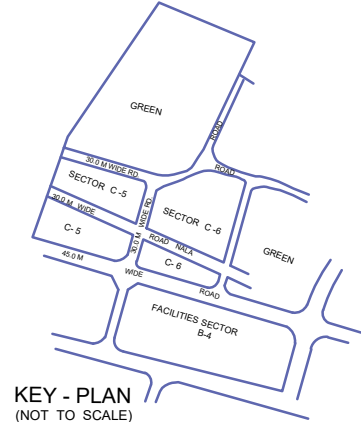 GREEN
ROAD
30.0 M WIDE RD
ROAD
SECTOR C -5
30.0 M WIDE
30.0 M WIDE RD
SECTOR C -6
C- 5
ROAD NALA
GREEN
45.0 M
C- 6
WIDE
ROAD
FACILITIES SECTOR
B-4
KEY - PLAN
(NOT TO SCALE)